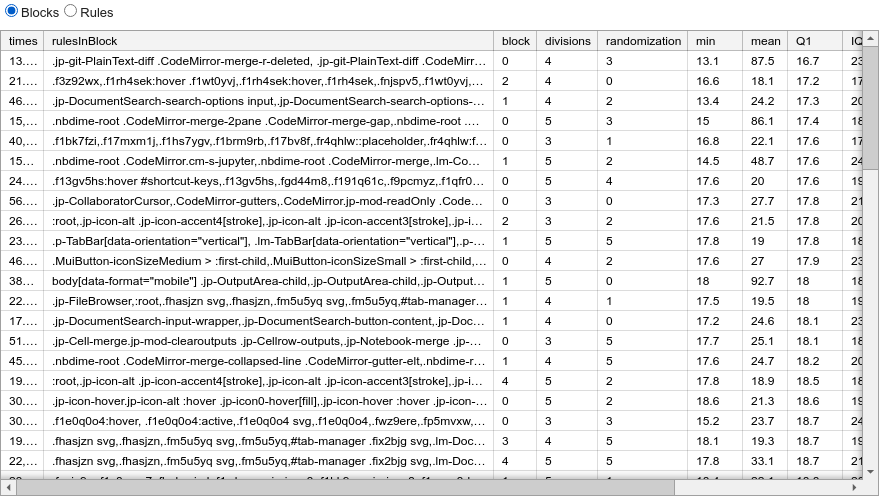 Blocks Rules
times rulesInBlock block divisions randomization min mean Q1 IQ
13.... .jp-git-PlainText-diff .CodeMirror-merge-r-deleted, .jp-git-PlainText-diff .CodeMirr... 0 4 3 13.1 87.5 16.7 23
21.... .f3z92wx,.f1rh4sek:hover .f1wt0yvj,.f1rh4sek:hover,.f1rh4sek,.fnjspv5,.f1wt0yvj,... 2 4 0 16.6 18.1 17.2 17
46.... .jp-DocumentSearch-search-options input,.jp-DocumentSearch-search-options-... 1 4 2 13.4 24.2 17.3 20
15,... .nbdime-root .CodeMirror-merge-2pane .CodeMirror-merge-gap,.nbdime-root .... 0 5 3 15 86.1 17.4 18
40,... .f1bk7fzi,.f17mxm1j,.f1hs7ygv,.f1brm9rb,.f17bv8f,.fr4qhlw::placeholder,.fr4qhlw:f... 0 3 1 16.8 22.1 17.6 17
15... .nbdime-root .CodeMirror.cm-s-jupyter,.nbdime-root .CodeMirror-merge,.lm-Co... 1 5 2 14.5 48.7 17.6 24
24.... .f13gv5hs:hover #shortcut-keys,.f13gv5hs,.fgd44m8,.f191q61c,.f9pcmyz,.f1qfr0... 0 5 4 17.6 20 17.6 19
56.... .jp-CollaboratorCursor,.CodeMirror-gutters,.CodeMirror.jp-mod-readOnly .Code... 0 3 0 17.3 27.7 17.8 21
26.... :root,.jp-icon-alt .jp-icon-accent4[stroke],.jp-icon-alt .jp-icon-accent3[stroke],.jp-i... 2 3 2 17.6 21.5 17.8 20
23.... .p-TabBar[data-orientation="vertical"], .lm-TabBar[data-orientation="vertical"],.p-... 1 5 5 17.8 19 17.8 18
46.... .MuiButton-iconSizeMedium > :first-child,.MuiButton-iconSizeSmall > :first-child,... 0 4 2 17.6 27 17.9 23
38... body[data-format="mobile"] .jp-OutputArea-child,.jp-OutputArea-child,.jp-Output... 1 5 0 18 92.7 18 18
22.... .jp-FileBrowser,:root,.fhasjzn svg,.fhasjzn,.fm5u5yq svg,.fm5u5yq,#tab-manager... 1 4 1 17.5 19.5 18 19
17.... .jp-DocumentSearch-input-wrapper,.jp-DocumentSearch-button-content,.jp-Doc... 1 4 0 17.2 24.6 18.1 23
51.... .jp-Cell-merge.jp-mod-clearoutputs .jp-Cellrow-outputs,.jp-Notebook-merge .jp-... 0 3 5 17.7 25.1 18.1 18
45.... .nbdime-root .CodeMirror-merge-collapsed-line .CodeMirror-gutter-elt,.nbdime-r... 1 4 5 17.6 24.7 18.2 20
19.... :root,.jp-icon-alt .jp-icon-accent4[stroke],.jp-icon-alt .jp-icon-accent3[stroke],.jp-i... 4 5 2 17.8 18.9 18.5 19
30.... .jp-icon-hover.jp-icon-alt :hover .jp-icon0-hover[fill],.jp-icon-hover :hover .jp-icon-... 0 5 2 18.6 21.3 18.6 19
30.... .f1e0q0o4:hover, .f1e0q0o4:active,.f1e0q0o4 svg,.f1e0q0o4,.fwz9ere,.fp5mvxw,... 0 3 3 15.2 23.7 18.7 24
19.... .fhasjzn svg,.fhasjzn,.fm5u5yq svg,.fm5u5yq,#tab-manager .fix2bjg svg,.lm-Doc... 3 4 5 18.1 19.3 18.7 19
22,... .fhasjzn svg,.fhasjzn,.fm5u5yq svg,.fm5u5yq,#tab-manager .fix2bjg svg,.lm-Doc... 4 5 5 17.8 33.1 18.7 21